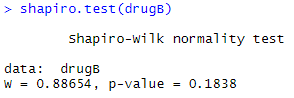 > shapiro.test(drugB)
Shapiro-Wilk normality test
data:  drugB
W = 0.88654, p-value = 0.1838